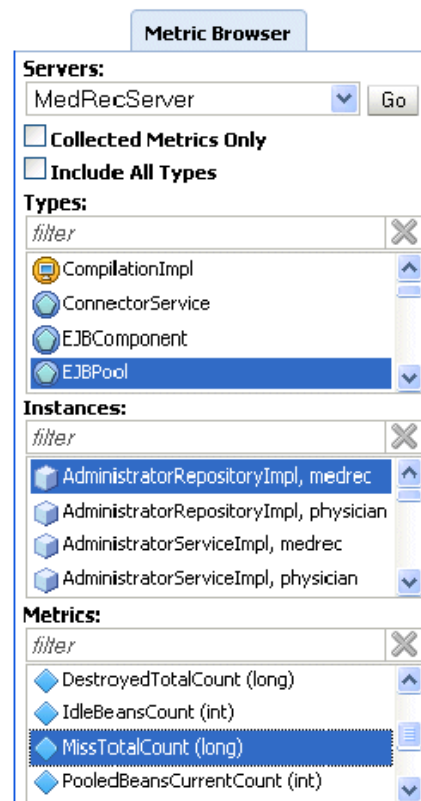 Metric Browser
Servers:
MedRecServer
Go
Collected Metrics Only
Include All Types
Types:
filter
CompilationImpl
ConnectorService
EJBComponent
EJBPool
Instances:
filter
AdministratorRepositoryImpl, medrec
AdministratorRepositoryImpl, physician
AdministratorServiceImpl, medrec
AdministratorServiceImpl, physician
Metrics:
filter
DestroyedTotalCount (long)
IdleBeansCount (int)
MissTotalCount (long)
PooledBeansCurrentCount (int)